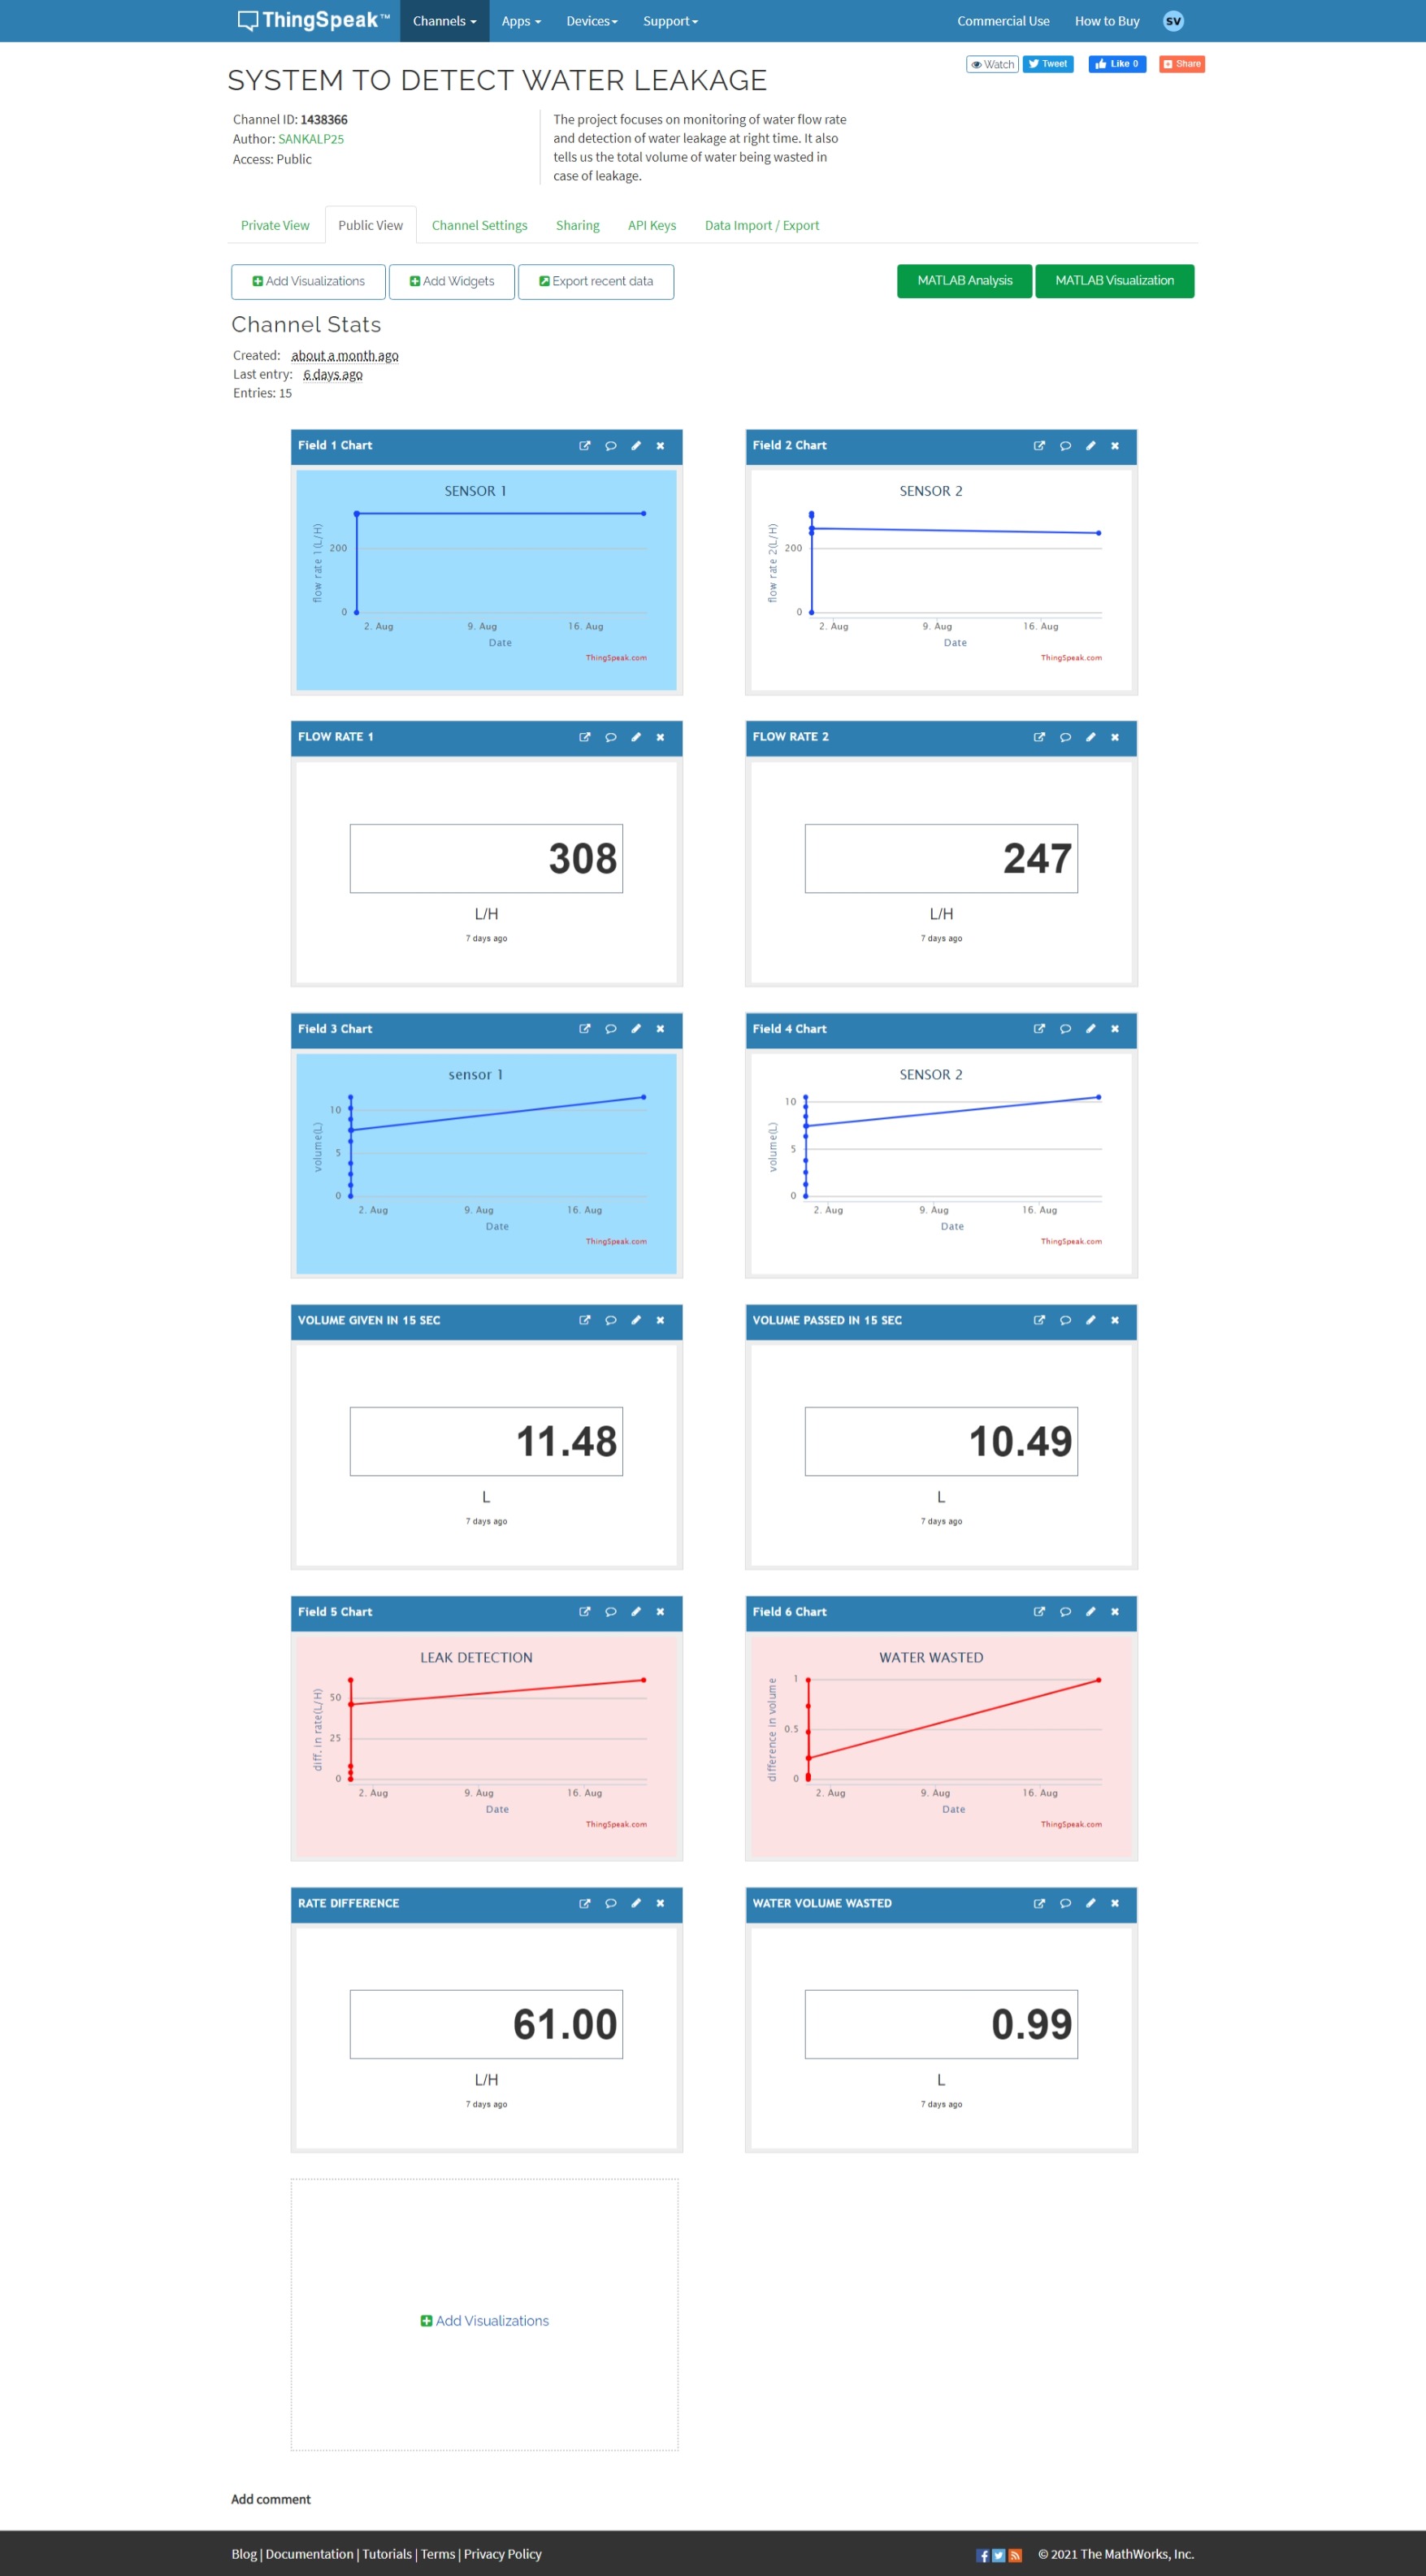 ThingSpeak™ Channels Apps Devices Support Commercial Use How to Buy SV
Watch Tweet Like 0 Share
SYSTEM TO DETECT WATER LEAKAGE
Channel ID: 1438366
Author: SANKALP25
Access: Public
The project focuses on monitoring of water flow rate
and detection of water leakage at right time. It also
tells us the total volume of water being wasted in
case of leakage.
Private View Public View Channel Settings Sharing API Keys Data Import / Export
Add Visualizations Add Widgets Export recent data MATLAB Analysis MATLAB Visualization
Channel Stats
Created: about a month ago
Last entry: 6 days ago
Entries: 15
Field 1 Chart
SENSOR 1
flow rate 1(L/H)
200
0
2. Aug 9. Aug 16. Aug
Date
ThingSpeak.com
Field 2 Chart
SENSOR 2
flow rate 2(L/H)
200
0
2. Aug 9. Aug 16. Aug
Date
ThingSpeak.com
FLOW RATE 1
308
L/H
7 days ago
FLOW RATE 2
247
L/H
7 days ago
Field 3 Chart
sensor 1
volume(L)
10
5
0
2. Aug 9. Aug 16. Aug
Date
ThingSpeak.com
Field 4 Chart
SENSOR 2
volume(L)
10
5
0
2. Aug 9. Aug 16. Aug
Date
ThingSpeak.com
VOLUME GIVEN IN 15 SEC
11.48
L
7 days ago
VOLUME PASSED IN 15 SEC
10.49
L
7 days ago
Field 5 Chart
LEAK DETECTION
diff. in rate(L/H)
50
25
0
2. Aug 9. Aug 16. Aug
Date
ThingSpeak.com
Field 6 Chart
WATER WASTED
difference in volume
1
0.5
0
2. Aug 9. Aug 16. Aug
Date
ThingSpeak.com
RATE DIFFERENCE
61.00
L/H
7 days ago
WATER VOLUME WASTED
0.99
L
7 days ago
Add Visualizations
Add comment
Blog | Documentation | Tutorials | Terms | Privacy Policy
© 2021 The MathWorks, Inc.